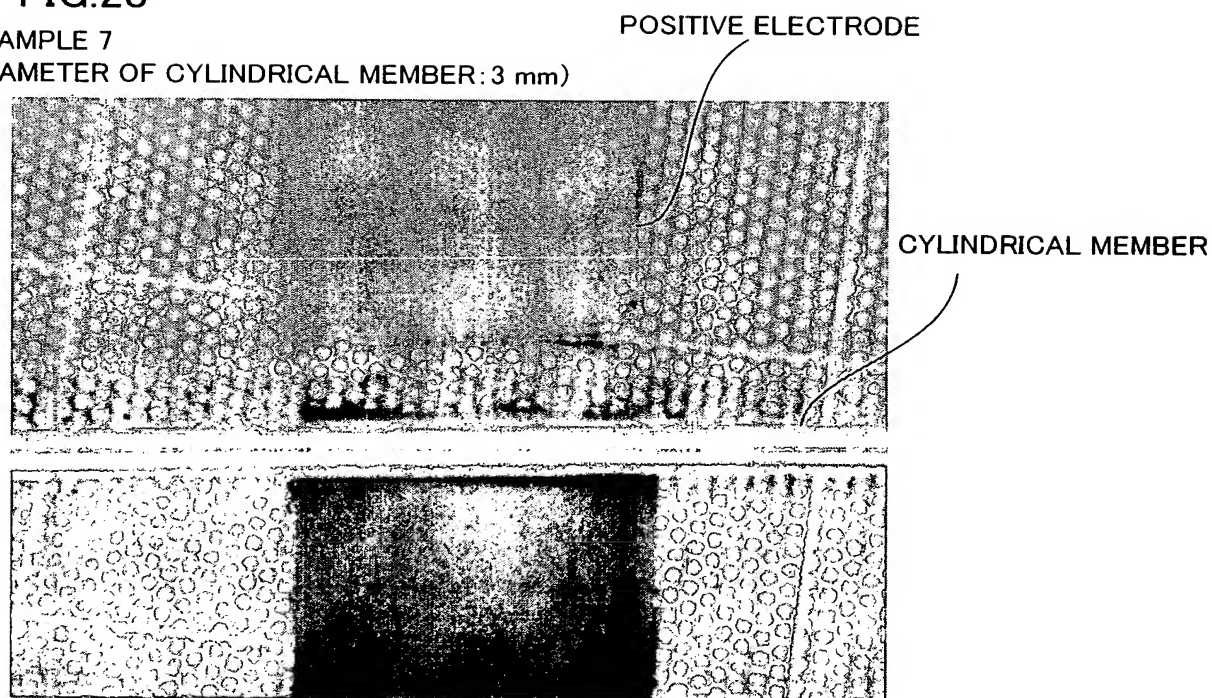 AMPLE 7
AMETER OF CYLINDRICAL MEMBER:3 mm)
POSITIVE ELECTRODE
CYLINDRICAL MEMBER